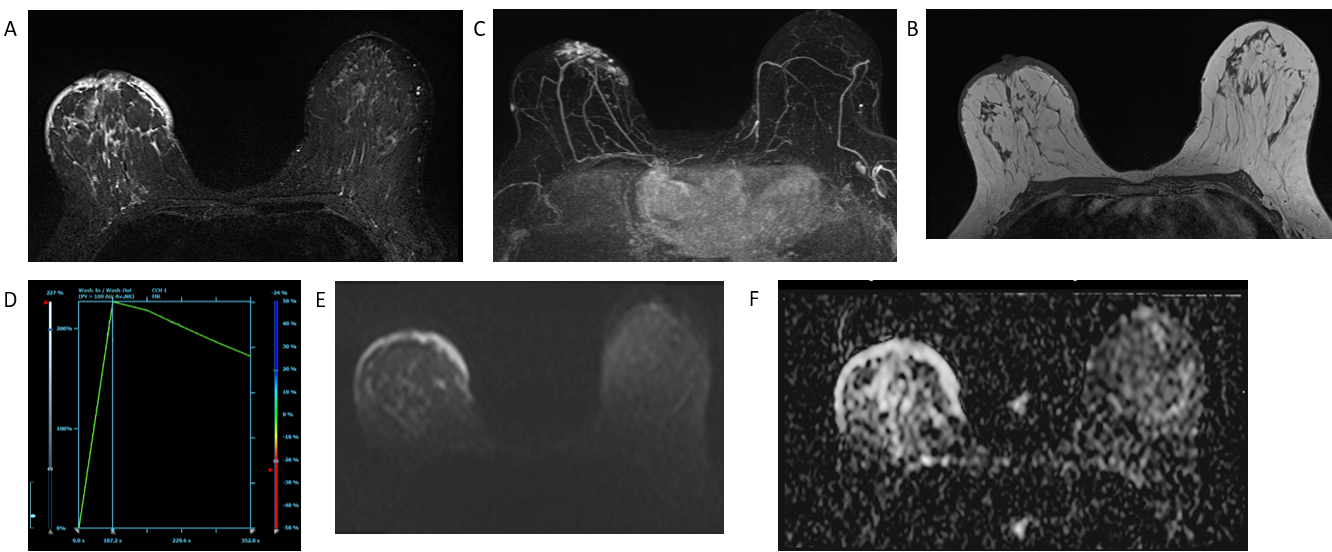 A
C
B
D
227 %
Wash-In / Wash-Out
CCH 1
-24 %
(PV > 100 AU; Av.;BK)
50 %
40 %
200%
30 %
20 %
10 %
0 %
100%
-10 %
-20 %
-30 %
-40 %
0%
-50 %
0.0 s
107.2 s
229.6 s
352.0 s
E
F